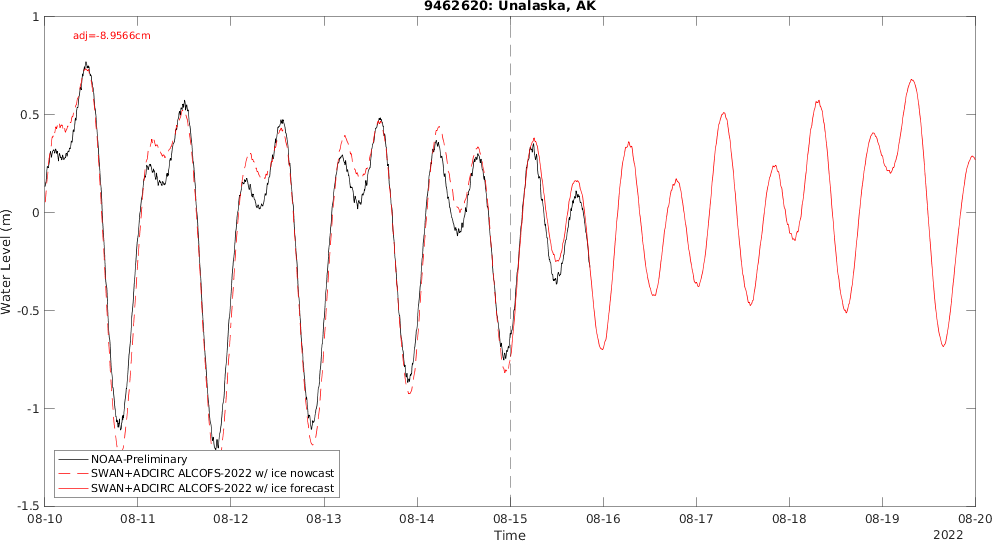 9462620: Unalaska, AK
adj=-8.9566cm
1
0.5
0
-0.5
-1
-1.5
Water Level (m)
NOAA-Preliminary
SWAN+ADCIRC ALCOFS-2022 w/ ice nowcast
SWAN+ADCIRC ALCOFS-2022 w/ ice forecast
08-10 08-11 08-12 08-13 08-14 08-15 08-16 08-17 08-18 08-19 08-20
Time
2022